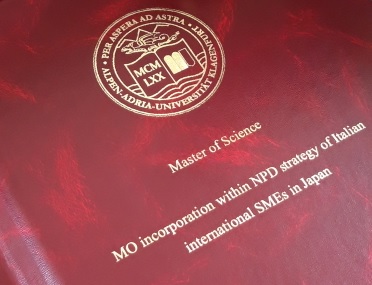 PER ASPERA AD ASTRA
ALPEN-ADRIA-UNIVERSITÄT KLAGENFURT
MCM
LXX
Master of Science
MO incorporation within NPD strategy of Italian
international SMEs in Japan